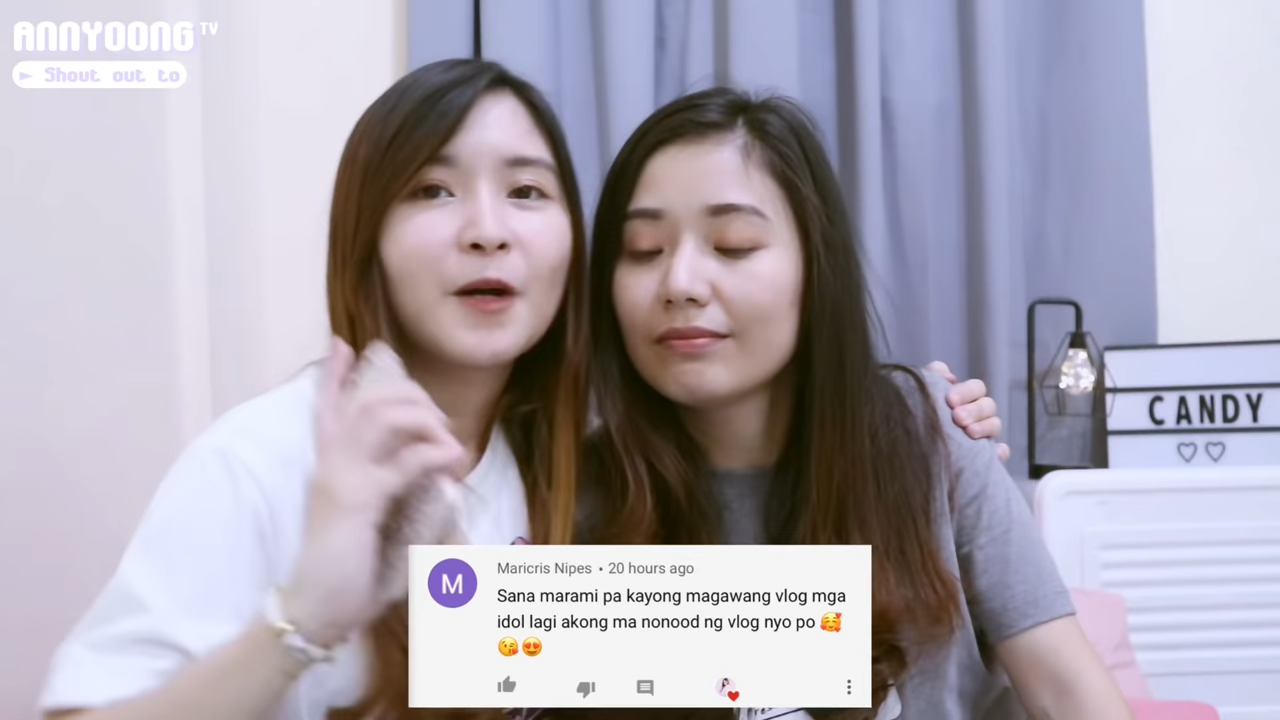 ANNYOONG TV
► Shout out to
CANDY
♡♡
M
Maricris Nipes • 20 hours ago
Sana marami pa kayong magawang vlog mga
idol lagi akong ma nonood ng vlog nyo po 🥰
😘😍